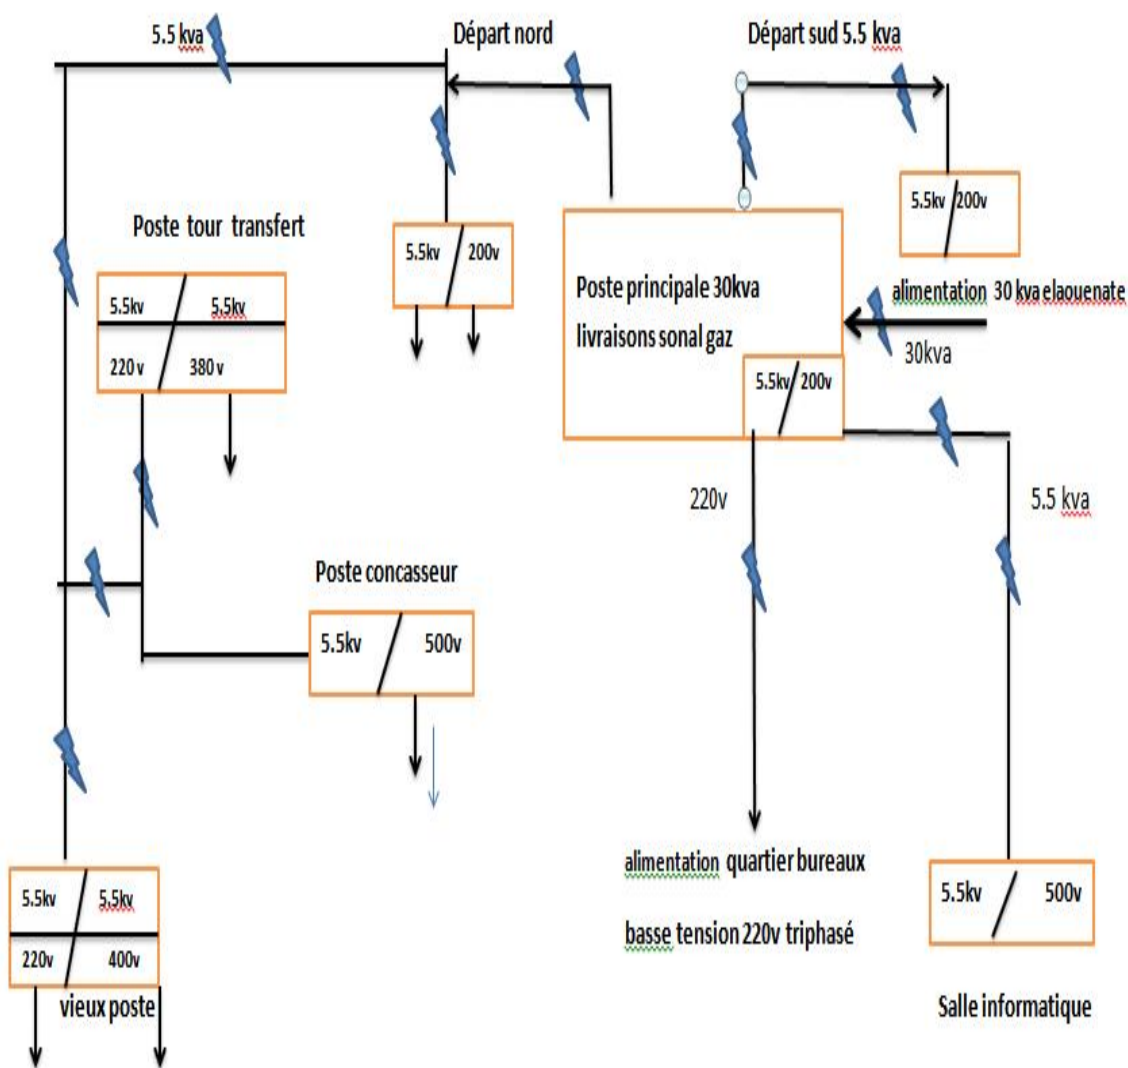 5.5 kva
Départ nord
Départ sud 5.5 kva
5.5kv 200v
Poste tour transfert
5.5kv 200v
Poste principale 30kva
livraisons sonal gaz
alimentation 30 kva elaouenate
30kva
5.5kv 5.5kv
220 v 380 v
5.5kv 200v
220v
5.5 kva
Poste concasseur
5.5kv 500v
alimentation quartier bureaux
basse tension 220v triphasé
5.5kv 5.5kv
220v 400v
vieux poste
5.5kv 500v
Salle informatique